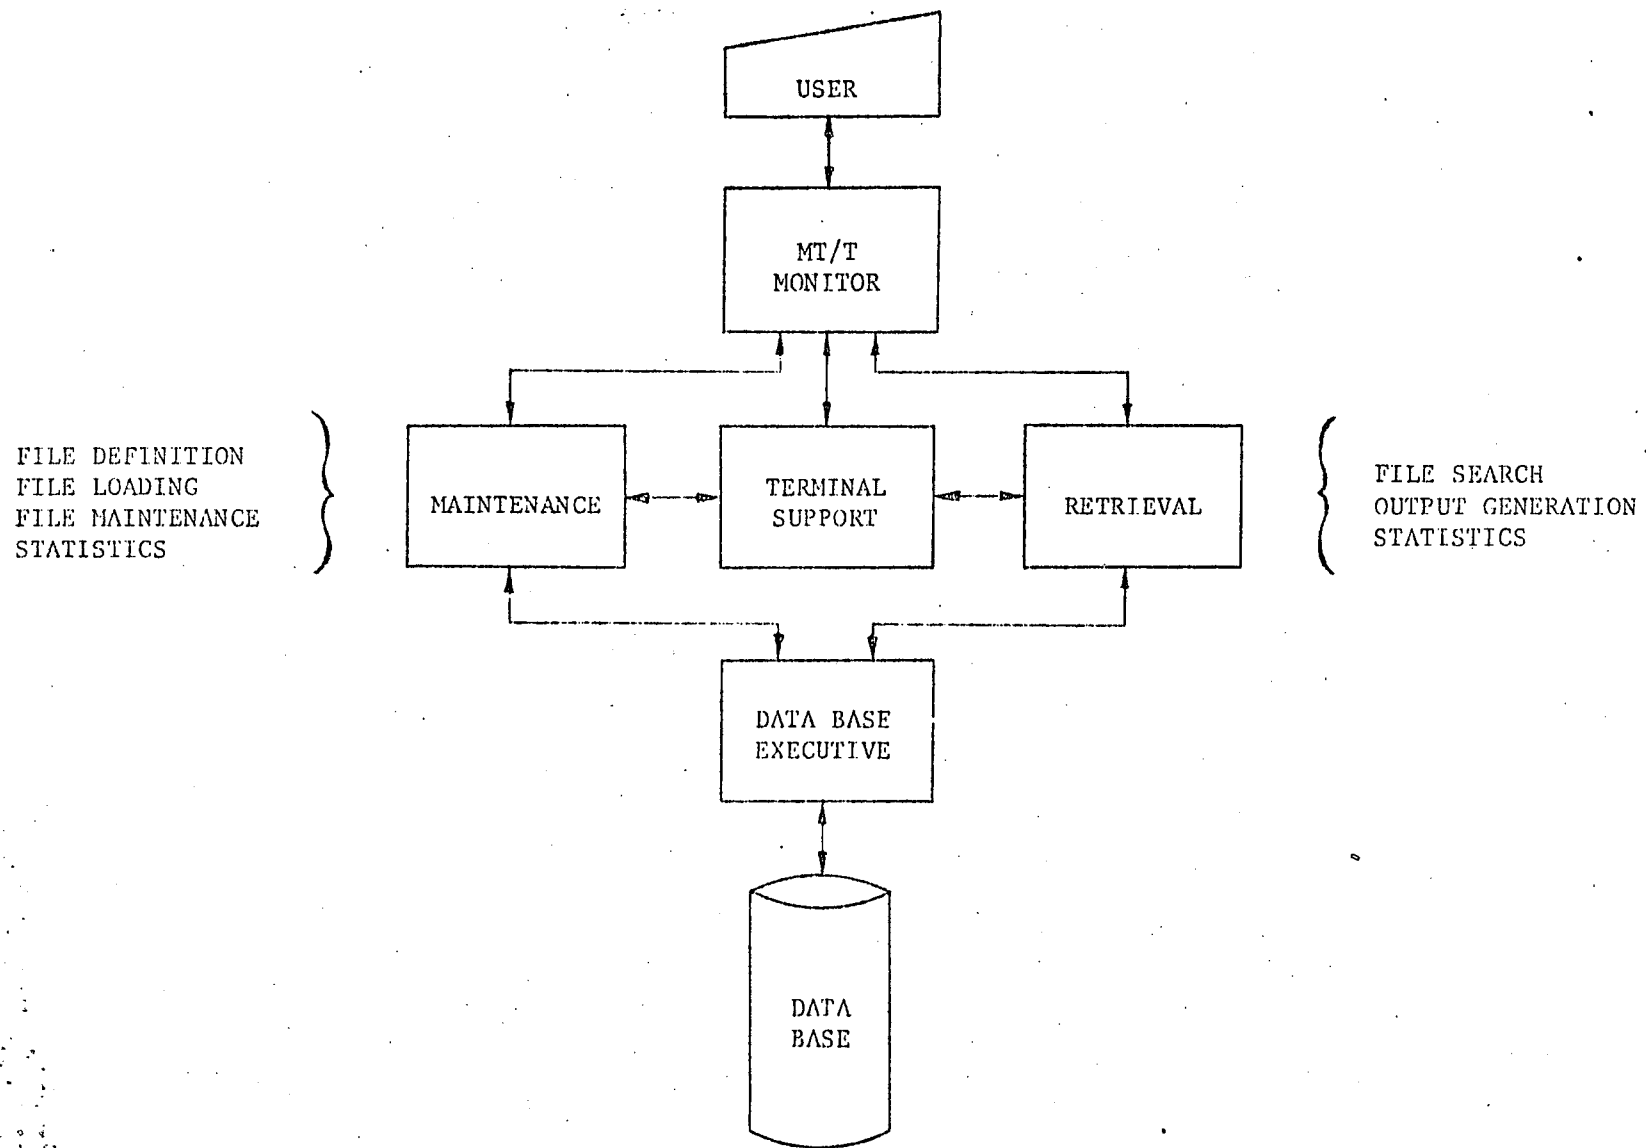 USER
MT/T
MONITOR
FILE DEFINITION
FILE LOADING
FILE MAINTENANCE
STATISTICS
MAINTENANCE
TERMINAL
SUPPORT
RETRIEVAL
FILE SEARCH
OUTPUT GENERATION
STATISTICS
DATA BASE
EXECUTIVE
DATA
BASE